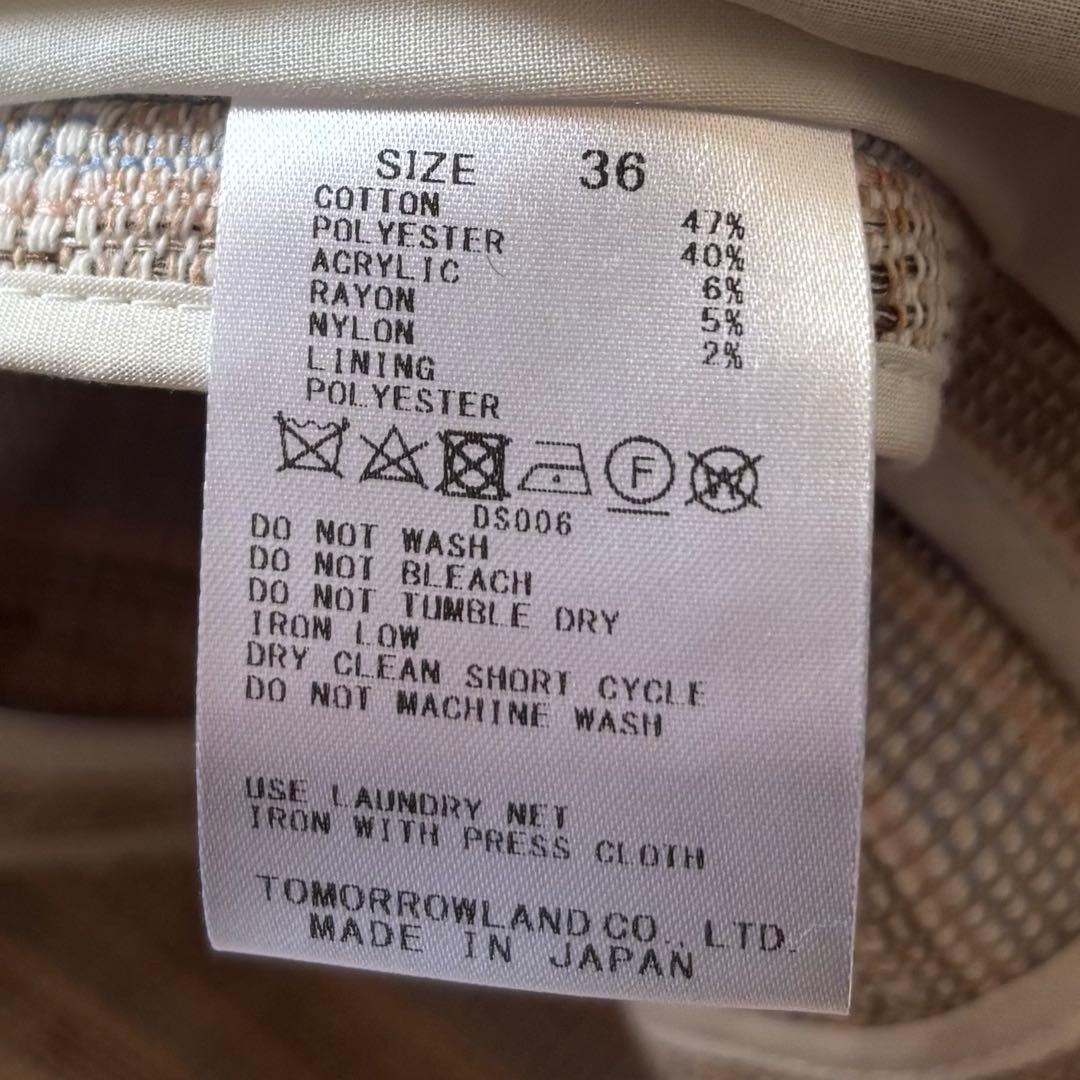 SIZE 36
COTTON 47%
POLYESTER 40%
ACRYLIC 6%
RAYON 5%
NYLON 2%
LINING
POLYESTER
F W
DS006
DO NOT WASH
DO NOT BLEACH
DO NOT TUMBLE DRY
IRON LOW
DRY CLEAN SHORT CYCLE
DO NOT MACHINE WASH
USE LAUNDRY NET
IRON WITH PRESS CLOTH
TOMORROWLAND CO., LTD.
MADE IN JAPAN